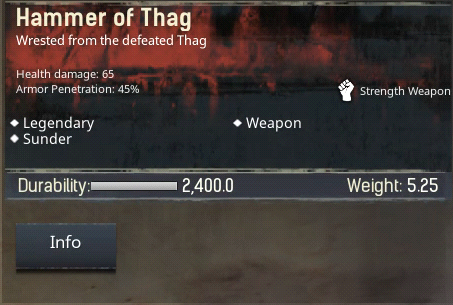 Hammer of Thag
Wrested from the defeated Thag
Health damage: 65
Armor Penetration: 45%
Strength Weapon
Legendary
Weapon
Sunder
Durability: 2,400.0
Weight: 5.25
Info